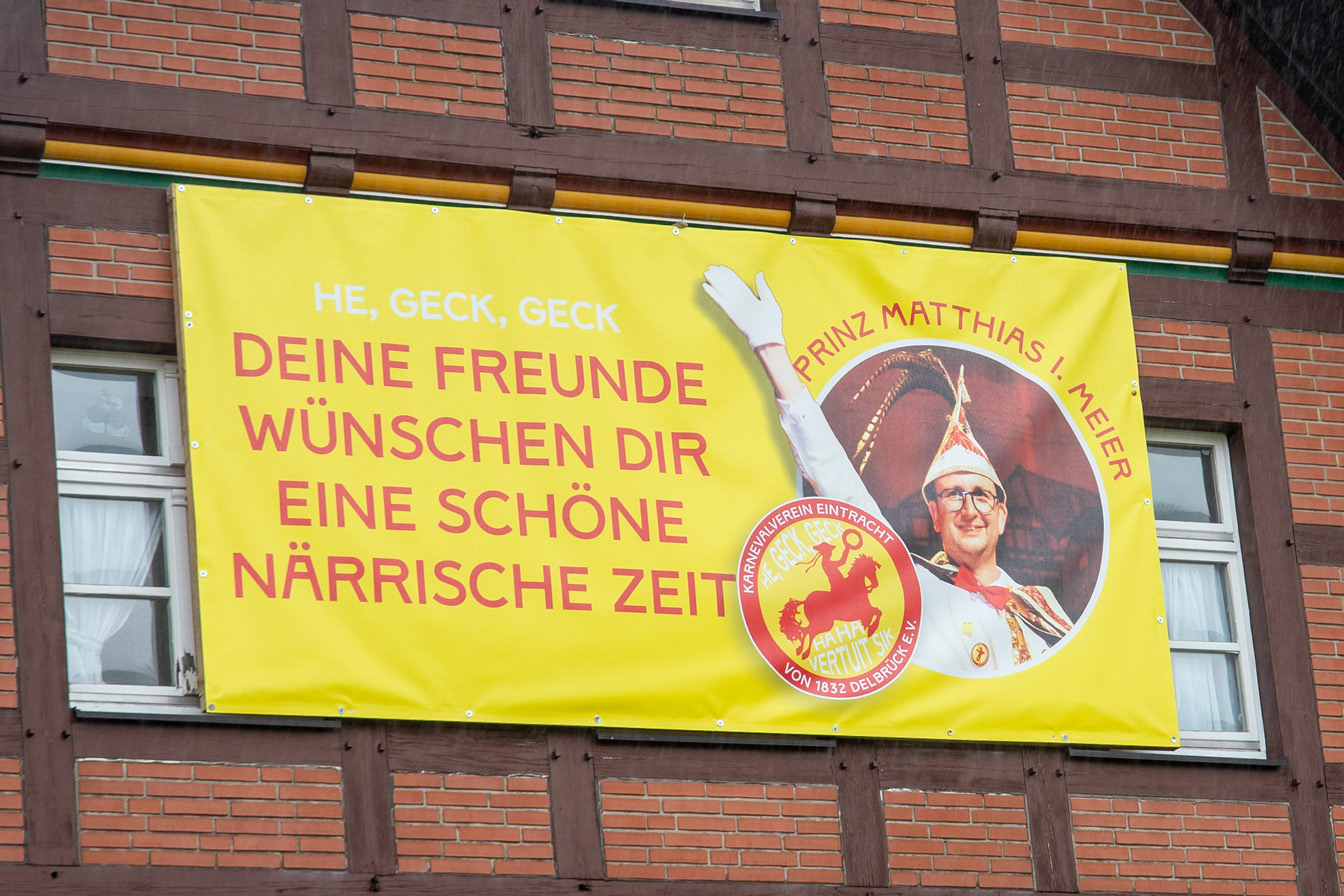 HE, GECK, GECK
DEINE FREUNDE
WÜNSCHEN DIR
EINE SCHÖNE
NÄRRISCHE ZEIT
PRINZ MATTHIAS I. MEIER
KARNEVALVEREIN EINTRACHT
HE, GECK, GECK
HA HA,
VERTUIT SIK
VON 1832 DELBRÜCK E.V.